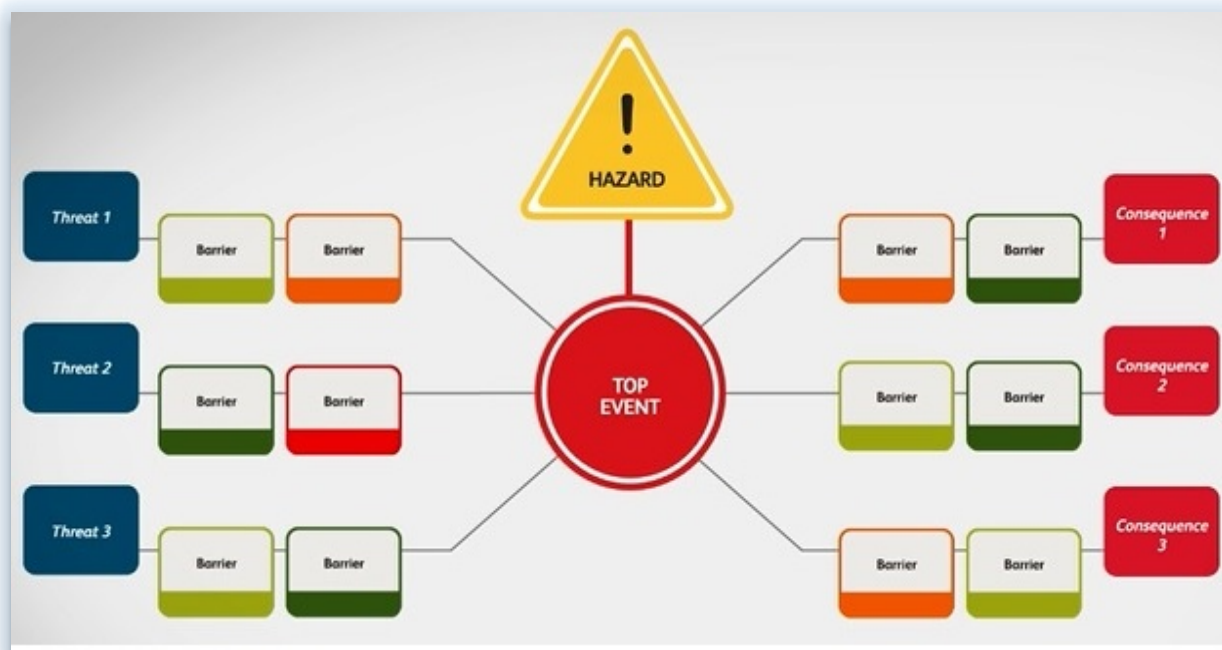 !
HAZARD
Threat 1
Barrier
Barrier
Barrier
Barrier
Consequence
1
Threat 2
Barrier
Barrier
TOP
EVENT
Barrier
Barrier
Consequence
2
Threat 3
Barrier
Barrier
Barrier
Barrier
Consequence
3